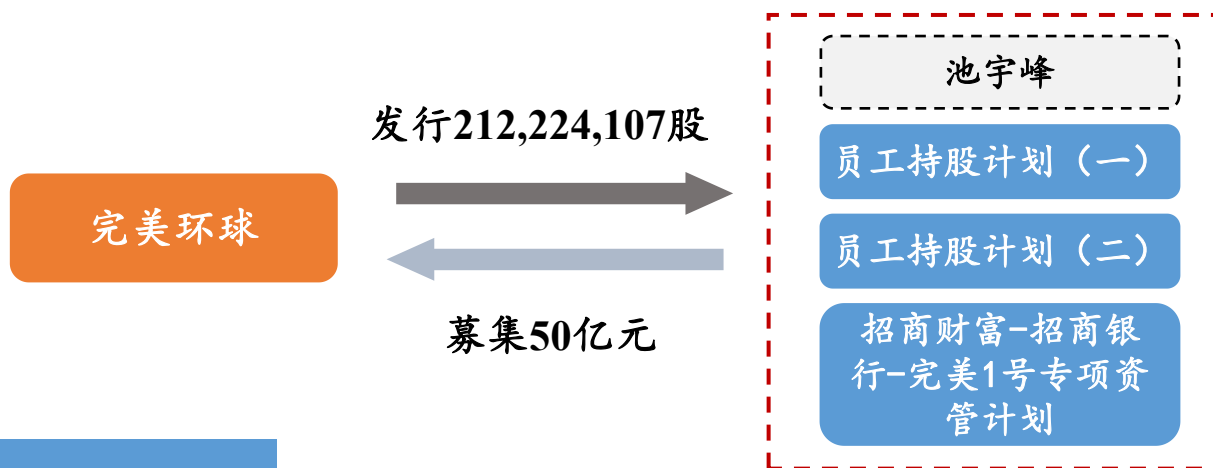 池宇峰
发行212,224,107股
员工持股计划（一）
完美环球
员工持股计划（二）
募集50亿元
招商财富-招商银
行-完美1号专项资
管计划